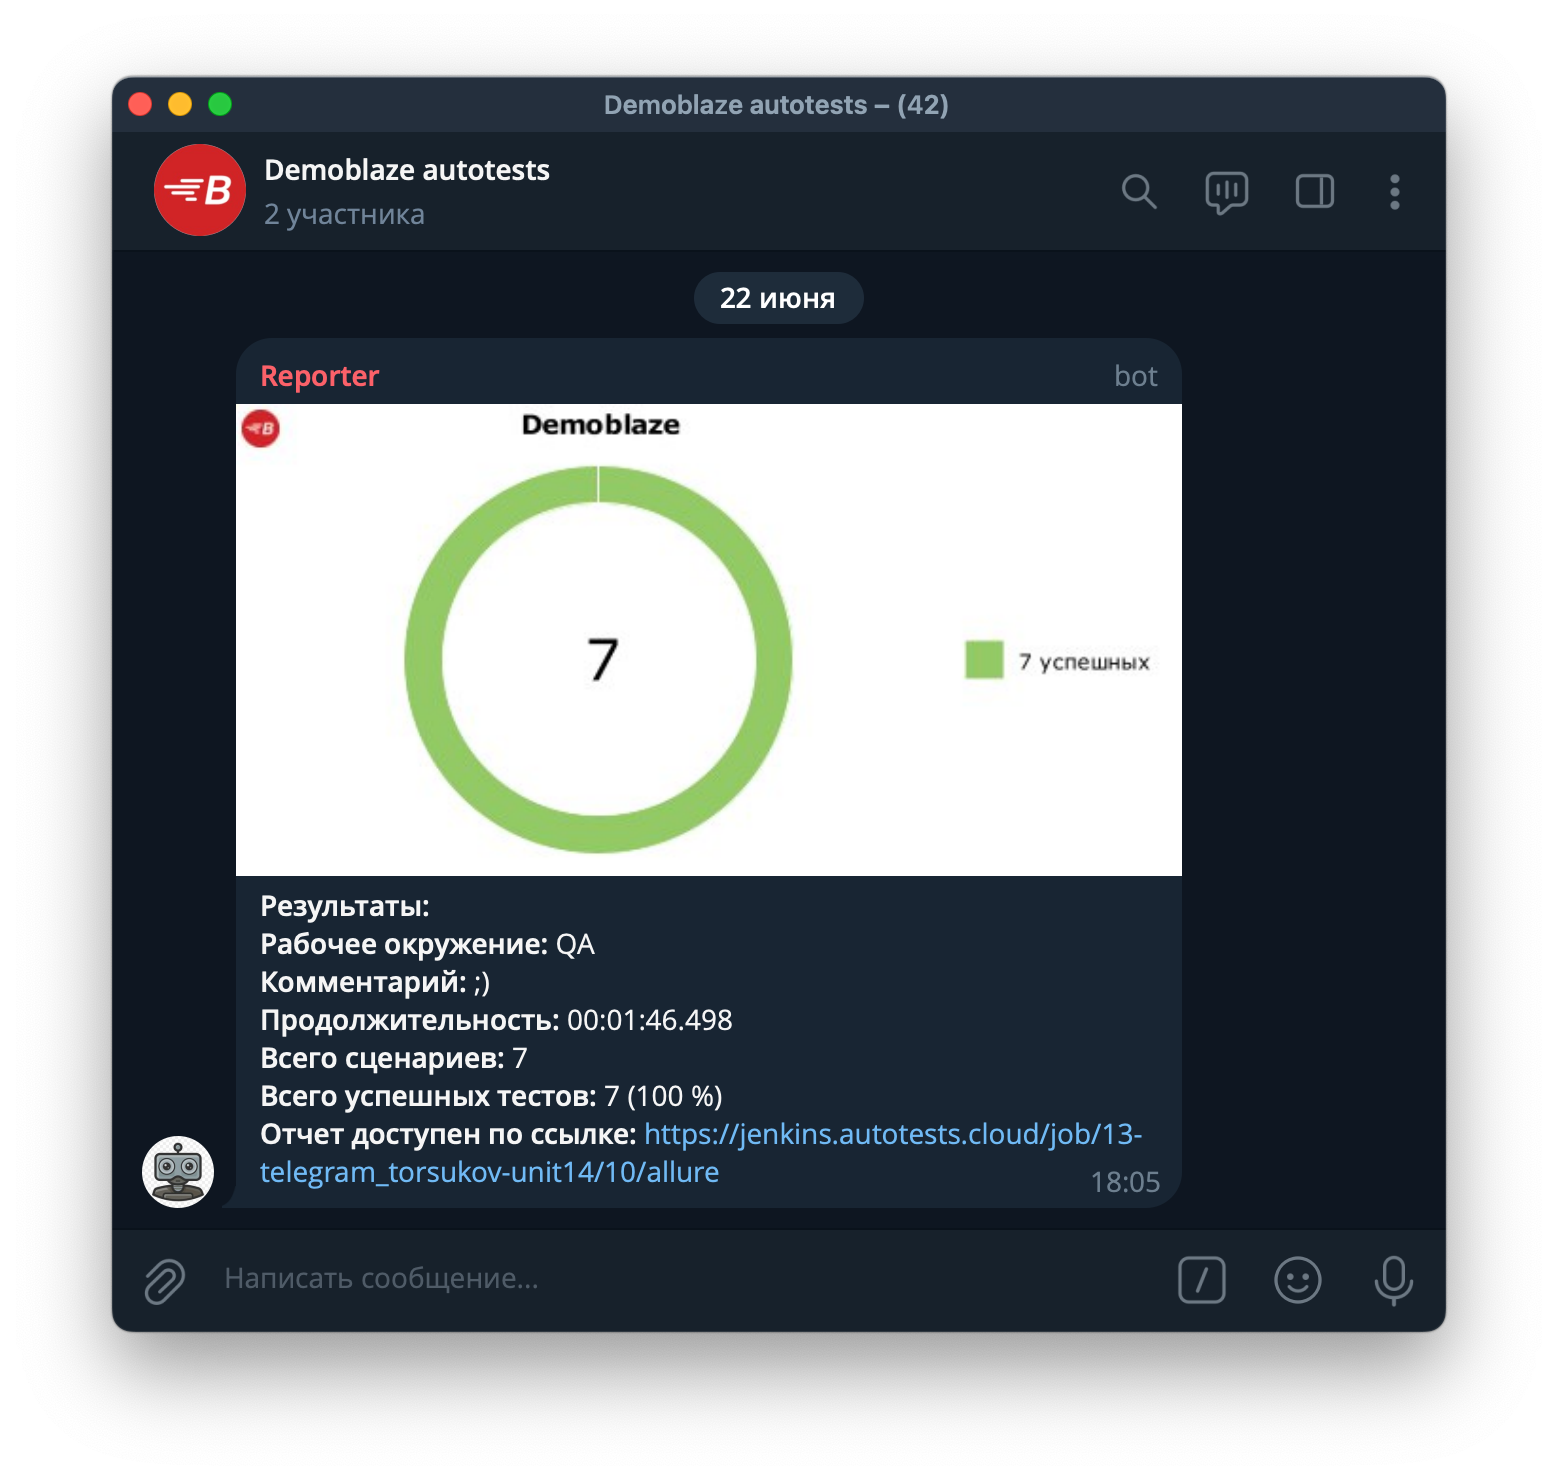 Demoblaze autotests – (42)
B
Demoblaze autotests
2 участника
22 июня
Reporter
bot
B
Demoblaze
7
7 успешных
Результаты:
Рабочее окружение: QA
Комментарий: ;)
Продолжительность: 00:01:46.498
Всего сценариев: 7
Всего успешных тестов: 7 (100 %)
Отчет доступен по ссылке: https://jenkins.autotests.cloud/job/13-
telegram_torsukov-unit14/10/allure
18:05
Написать сообщение...